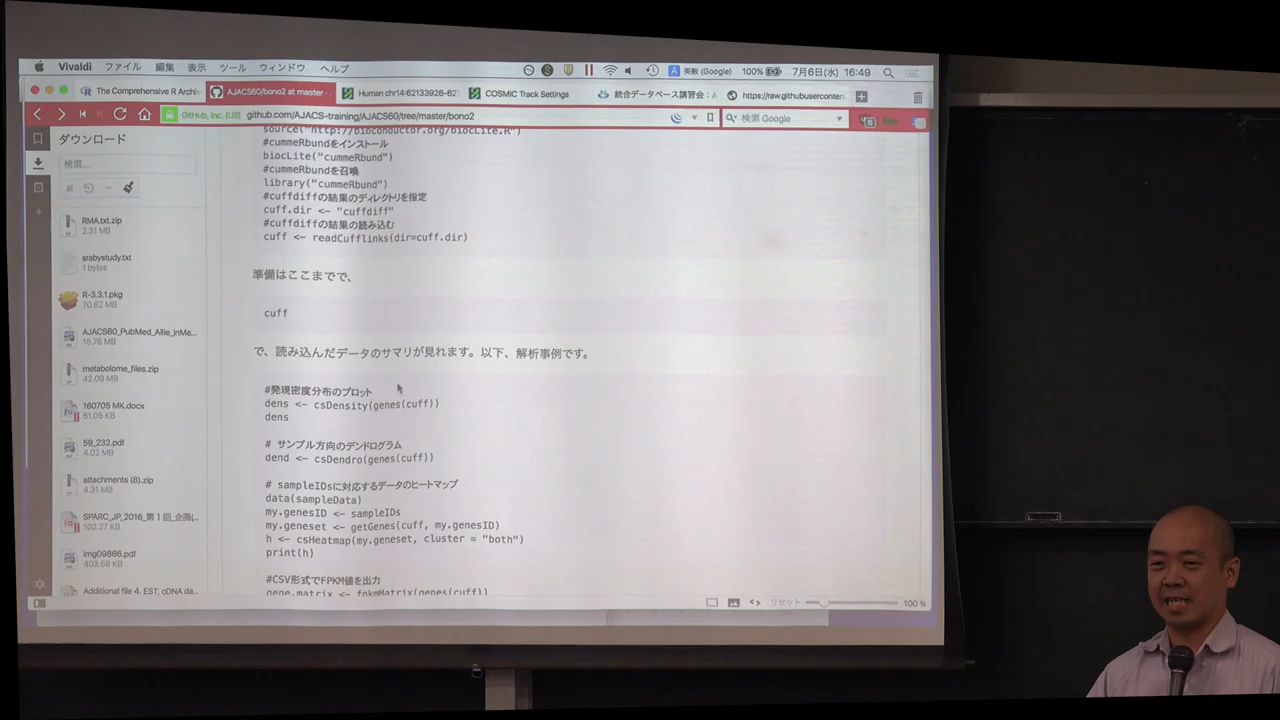 Vivaldi ファイル 編集 表示 ツール ウィンドウ ヘルプ 100% A 英数 (Google) 7月6日(水) 16:49
The Comprehensive R Archi
AJACS60/bono2 at master
Human chr14:62133926-62
COSMIC Track Settings
統合データベース講習会：A
https://raw.githubuserconten
GitHub, Inc. [US] github.com/AJACS-training/AJACS60/tree/master/bono2 検索 Google 6
ダウンロード
検索...
RMA.txt.zip
2.31 MB
srabystudy.txt
1 bytes
R-3.3.1.pkg
70.62 MB
AJACS60_PubMed_Allie_inMe...
15.76 MB
metabolome_files.zip
42.09 MB
160705 MK.docx
51.05 KB
59_232.pdf
4.02 MB
attachments (8).zip
4.31 MB
SPARC_JP_2016_第1回_企画(...
102.27 KB
img09866.pdf
403.58 KB
Additional file 4. EST, cDNA da...
source("http://bioconductor.org/biocLite.R")
#cummeRbundをインストール
biocLite("cummeRbund")
#cummeRbundを召喚
library("cummeRbund")
#cuffdiffの結果のディレクトリを指定
cuff.dir <- "cuffdiff"
#cuffdiffの結果の読み込む
cuff <- readCufflinks(dir=cuff.dir)
準備はここまでで、
cuff
で、読み込んだデータのサマリが見れます。以下、解析事例です。
#発現密度分布のプロット
dens <- csDensity(genes(cuff))
dens
# サンプル方向のデンドログラム
dend <- csDendro(genes(cuff))
# sampleIDsに対応するデータのヒートマップ
data(sampleData)
my.genesID <- sampleIDs
my.geneset <- getGenes(cuff, my.genesID)
h <- csHeatmap(my.geneset, cluster = "both")
print(h)
#CSV形式でFPKM値を出力
gene.matrix <- fpkmMatrix(genes(cuff))
リセット 100 %